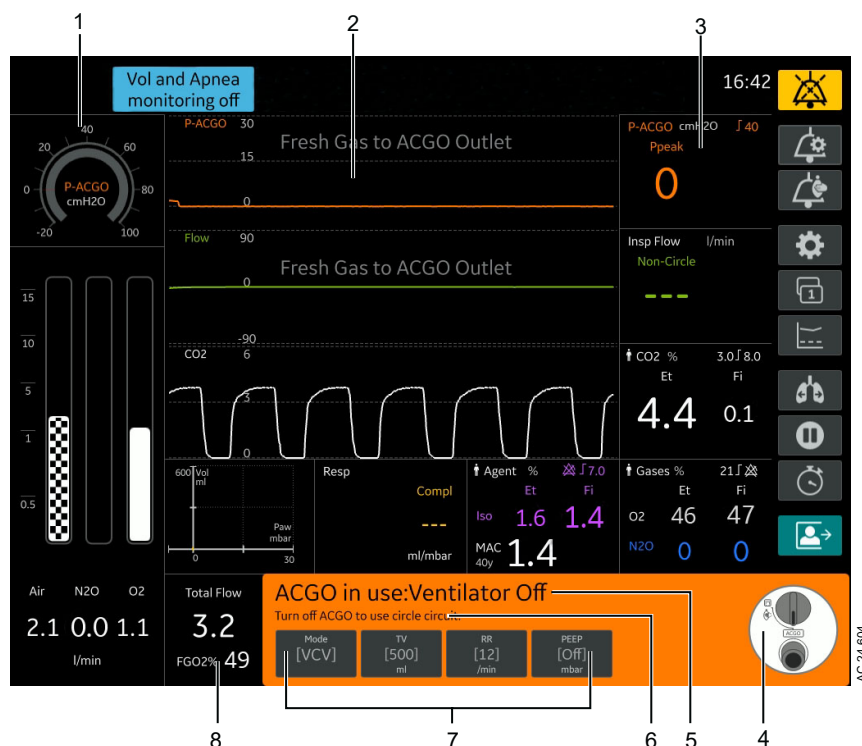 1
2
3
Vol and Apnea
monitoring off
16:42
40
20
60
0
80
-20
100
P-ACGO
cmH2O
P-ACGO
30
Fresh Gas to ACGO Outlet
15
0
P-ACGO cmH2O 40
Ppeak
0
Flow
90
Fresh Gas to ACGO Outlet
0
-90
Insp Flow l/min
Non-Circle
---
1
CO2
6
3
0
CO2 % 3.0 8.0
Et Fi
4.4 0.1
15
10
5
1
0.5
600 Vol
ml
Paw
mbar
0
30
Resp
Compl
---
ml/mbar
Agent % 7.0
Et Fi
Iso 1.6 1.4
MAC
40y
1.4
Gases % 21
Et Fi
O2 46 47
N2O 0 0
Air N2O O2
2.1 0.0 1.1
l/min
Total Flow
3.2
FGO2% 49
ACGO in use:Ventilator Off
Turn off ACGO to use circle circuit.
Mode
[VCV]
TV
[500]
ml
RR
[12]
/min
PEEP
[Off]
mbar
ACGO
AC.24.604
8
7
6
5
4